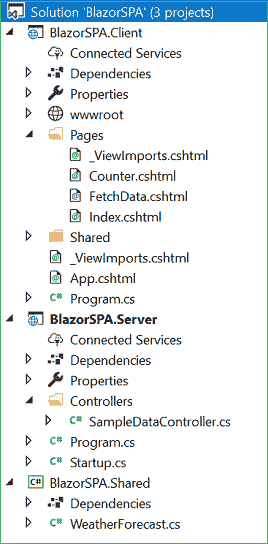 Solution 'BlazorSPA' (3 projects)
BlazorSPA.Client
Connected Services
Dependencies
Properties
wwwroot
Pages
_ViewImports.cshtml
Counter.cshtml
FetchData.cshtml
Index.cshtml
Shared
_ViewImports.cshtml
App.cshtml
C# Program.cs
BlazorSPA.Server
Connected Services
Dependencies
Properties
Controllers
C# SampleDataController.cs
C# Program.cs
C# Startup.cs
C# BlazorSPA.Shared
Dependencies
C# WeatherForecast.cs